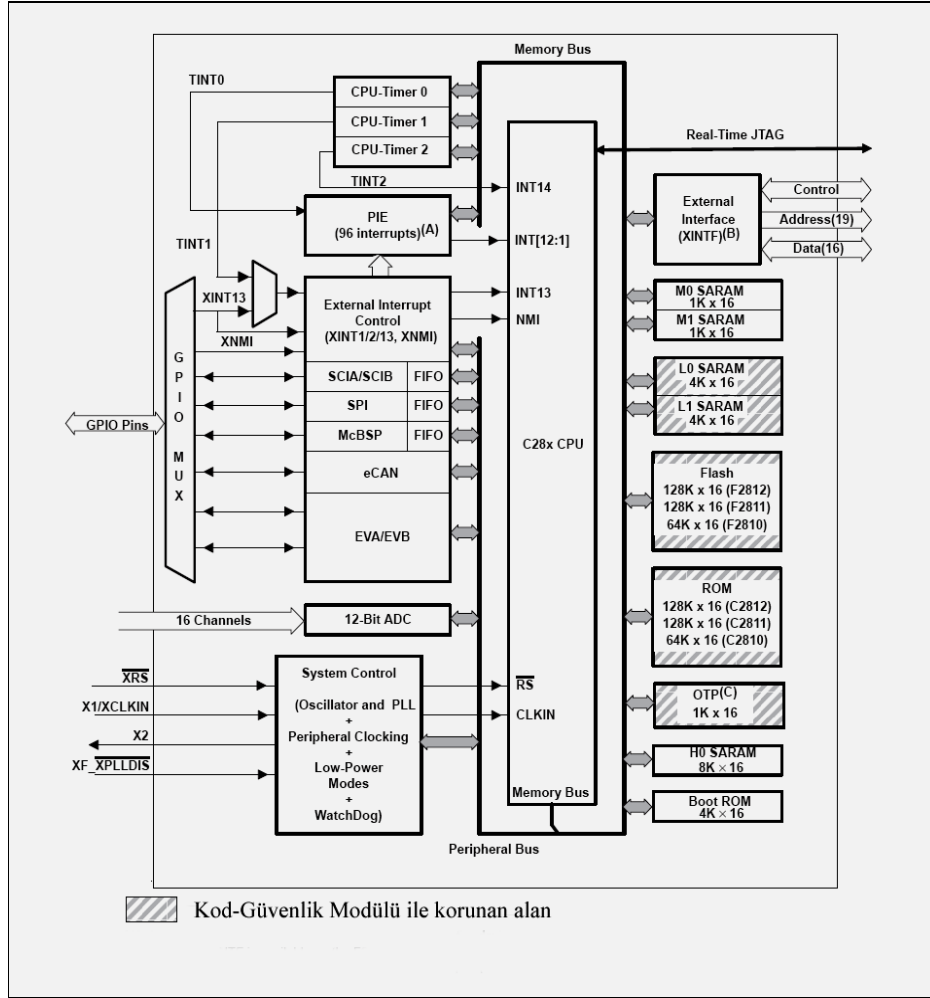 Memory Bus
TINT0
CPU-Timer 0
CPU-Timer 1
CPU-Timer 2
Real-Time JTAG
TINT2
INT14
PIE
(96 interrupts)(A)
INT[12:1]
External
Interface
(XINTF)(B)
Control
Address(19)
Data(16)
TINT1
XINT13
XNMI
External Interrupt
Control
(XINT1/2/13, XNMI)
INT13
NMI
M0 SARAM
1K x 16
M1 SARAM
1K x 16
GPIO MUX
GPIO Pins
SCIA/SCIB
FIFO
SPI
FIFO
McBSP
FIFO
eCAN
EVA/EVB
C28x CPU
L0 SARAM
4K x 16
L1 SARAM
4K x 16
Flash
128K x 16 (F2812)
128K x 16 (F2811)
64K x 16 (F2810)
16 Channels
12-Bit ADC
ROM
128K x 16 (C2812)
128K x 16 (C2811)
64K x 16 (C2810)
XRS
X1/XCLKIN
X2
XF_XPLLDIS
System Control
(Oscillator and PLL
+
Peripheral Clocking
+
Low-Power
Modes
+
WatchDog)
RS
CLKIN
OTP(C)
1K x 16
H0 SARAM
8K × 16
Boot ROM
4K × 16
Memory Bus
Peripheral Bus
Kod-Güvenlik Modülü ile korunan alan